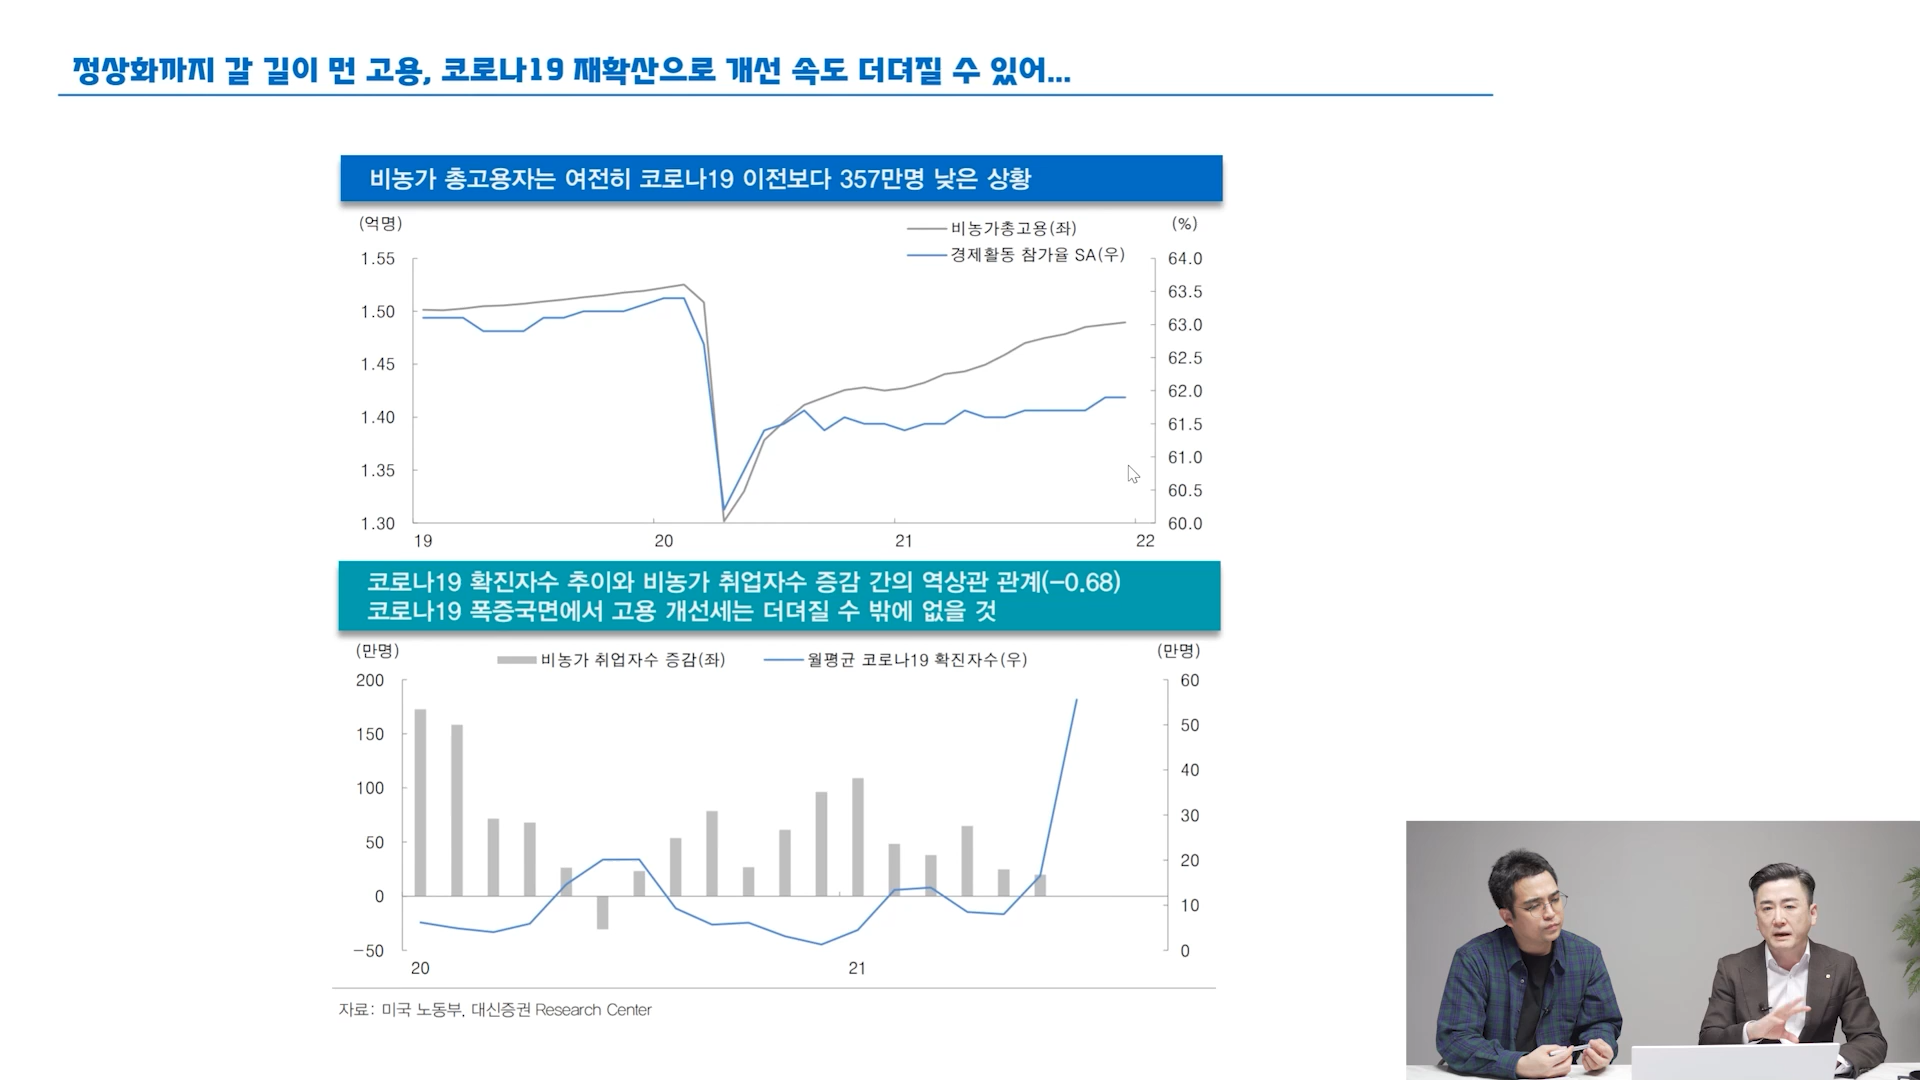 정상화까지 갈 길이 먼 고용, 코로나19 재확산으로 개선 속도 더뎌질 수 있어...
비농가 총고용자는 여전히 코로나19 이전보다 357만명 낮은 상황
(억명)
(%)
비농가총고용(좌)
경제활동 참가율 SA(우)
1.55
1.50
1.45
1.40
1.35
1.30
64.0
63.5
63.0
62.5
62.0
61.5
61.0
60.5
60.0
19 20 21 22
코로나19 확진자수 추이와 비농가 취업자수 증감 간의 역상관 관계(-0.68)
코로나19 폭증국면에서 고용 개선세는 더뎌질 수 밖에 없을 것
(만명)
(만명)
비농가 취업자수 증감(좌)
월평균 코로나19 확진자수(우)
200
150
100
50
0
-50
60
50
40
30
20
10
0
20 21
자료: 미국 노동부, 대신증권 Research Center